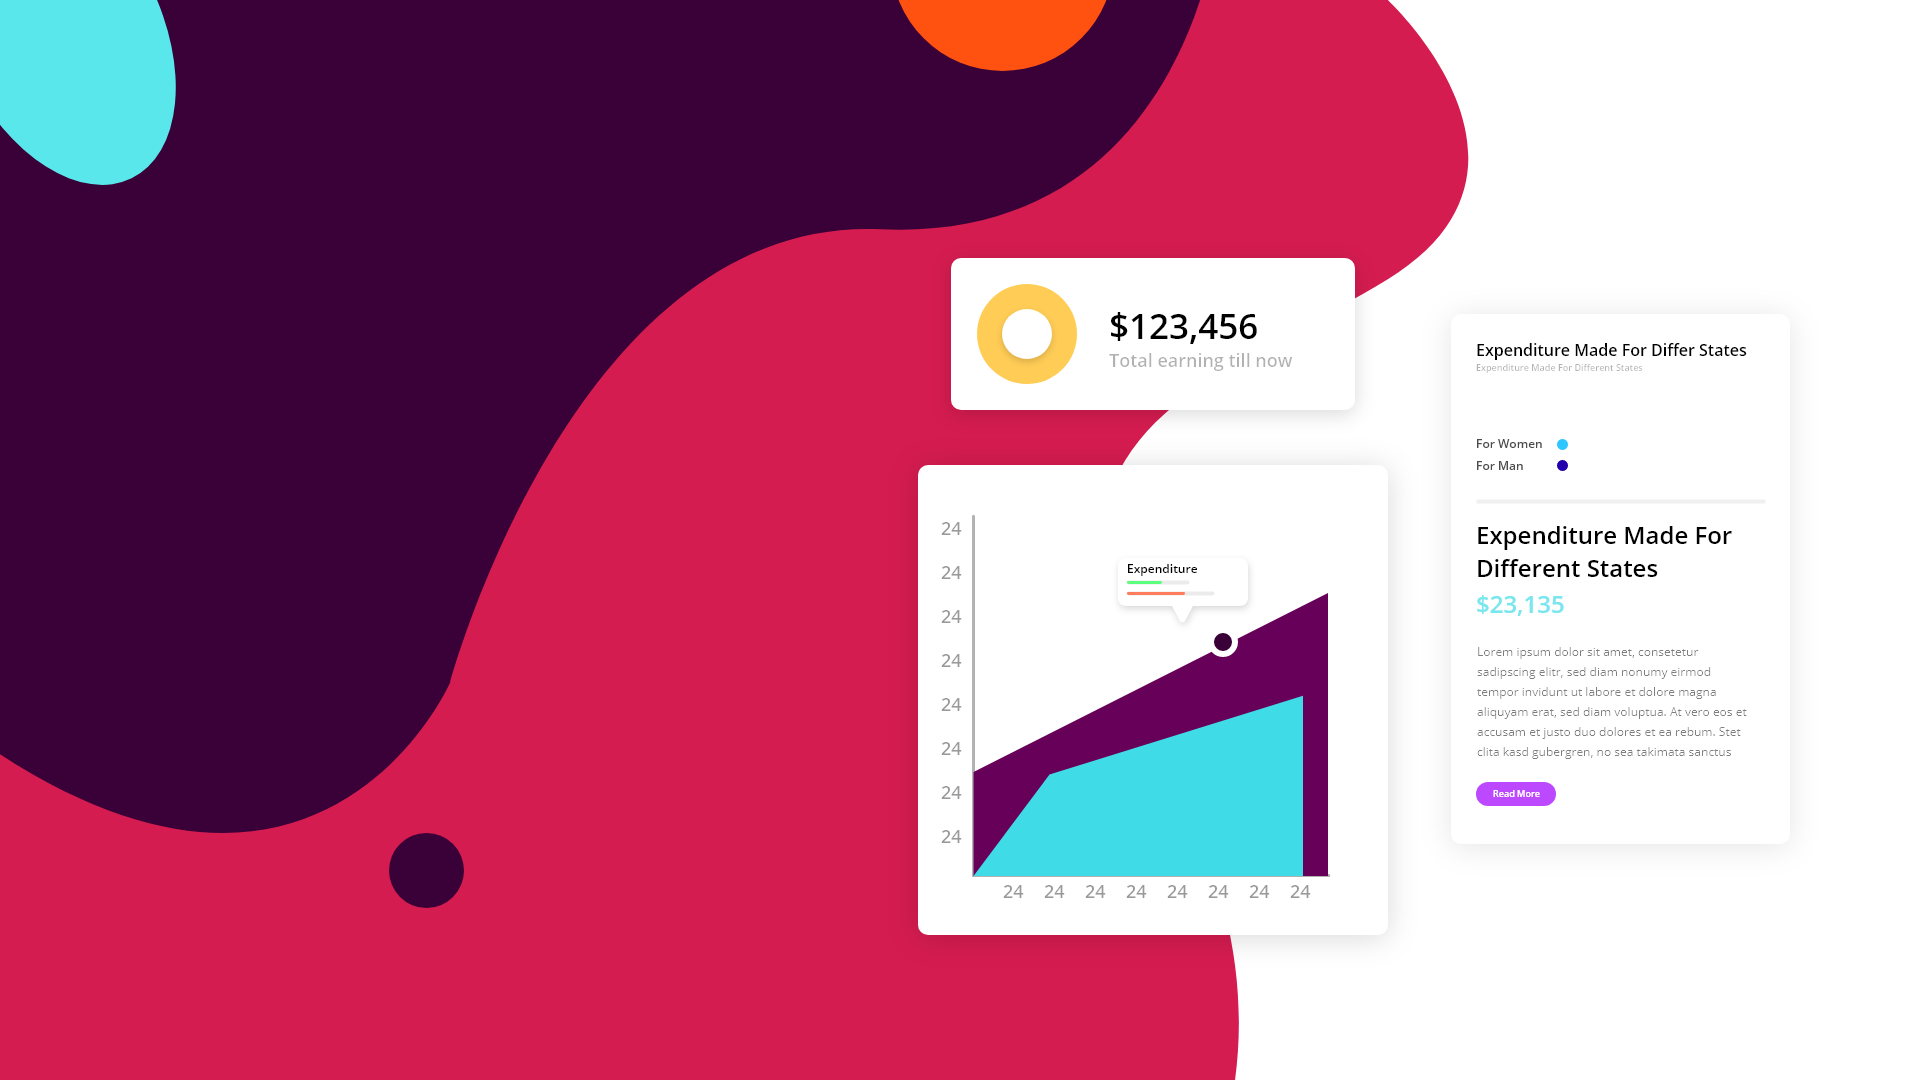 $123,456
Total earning till now
24
24
24
24
24
24
24
24
Expenditure
24 24 24 24 24 24 24 24
Expenditure Made For Differ States
Expenditure Made For Different States
For Women
For Man
Expenditure Made For
Different States
$23,135
Lorem ipsum dolor sit amet, consetetur
sadipscing elitr, sed diam nonumy eirmod
tempor invidunt ut labore et dolore magna
aliquyam erat, sed diam voluptua. At vero eos et
accusam et justo duo dolores et ea rebum. Stet
clita kasd gubergren, no sea takimata sanctus
Read More